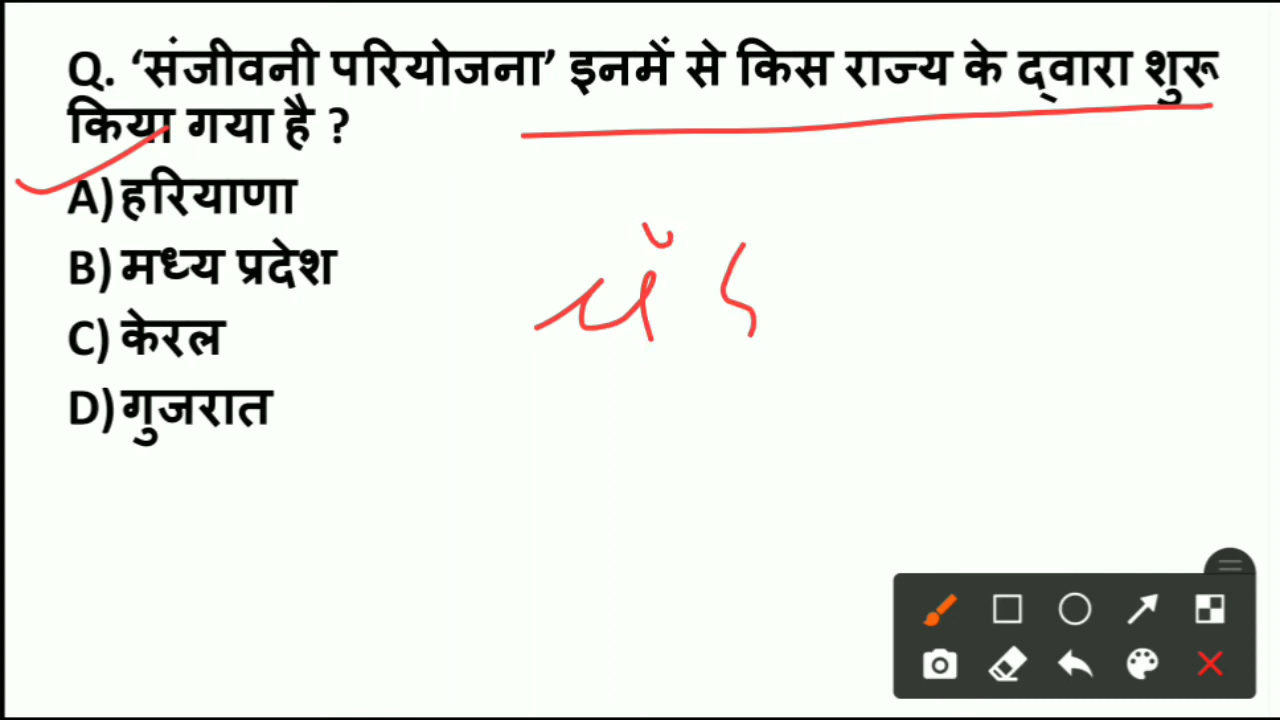 Q. ‘संजीवनी परियोजना’ इनमें से किस राज्य के द्वारा शुरू
किया गया है ?
A) हरियाणा
B) मध्य प्रदेश
C) केरल
D) गुजरात